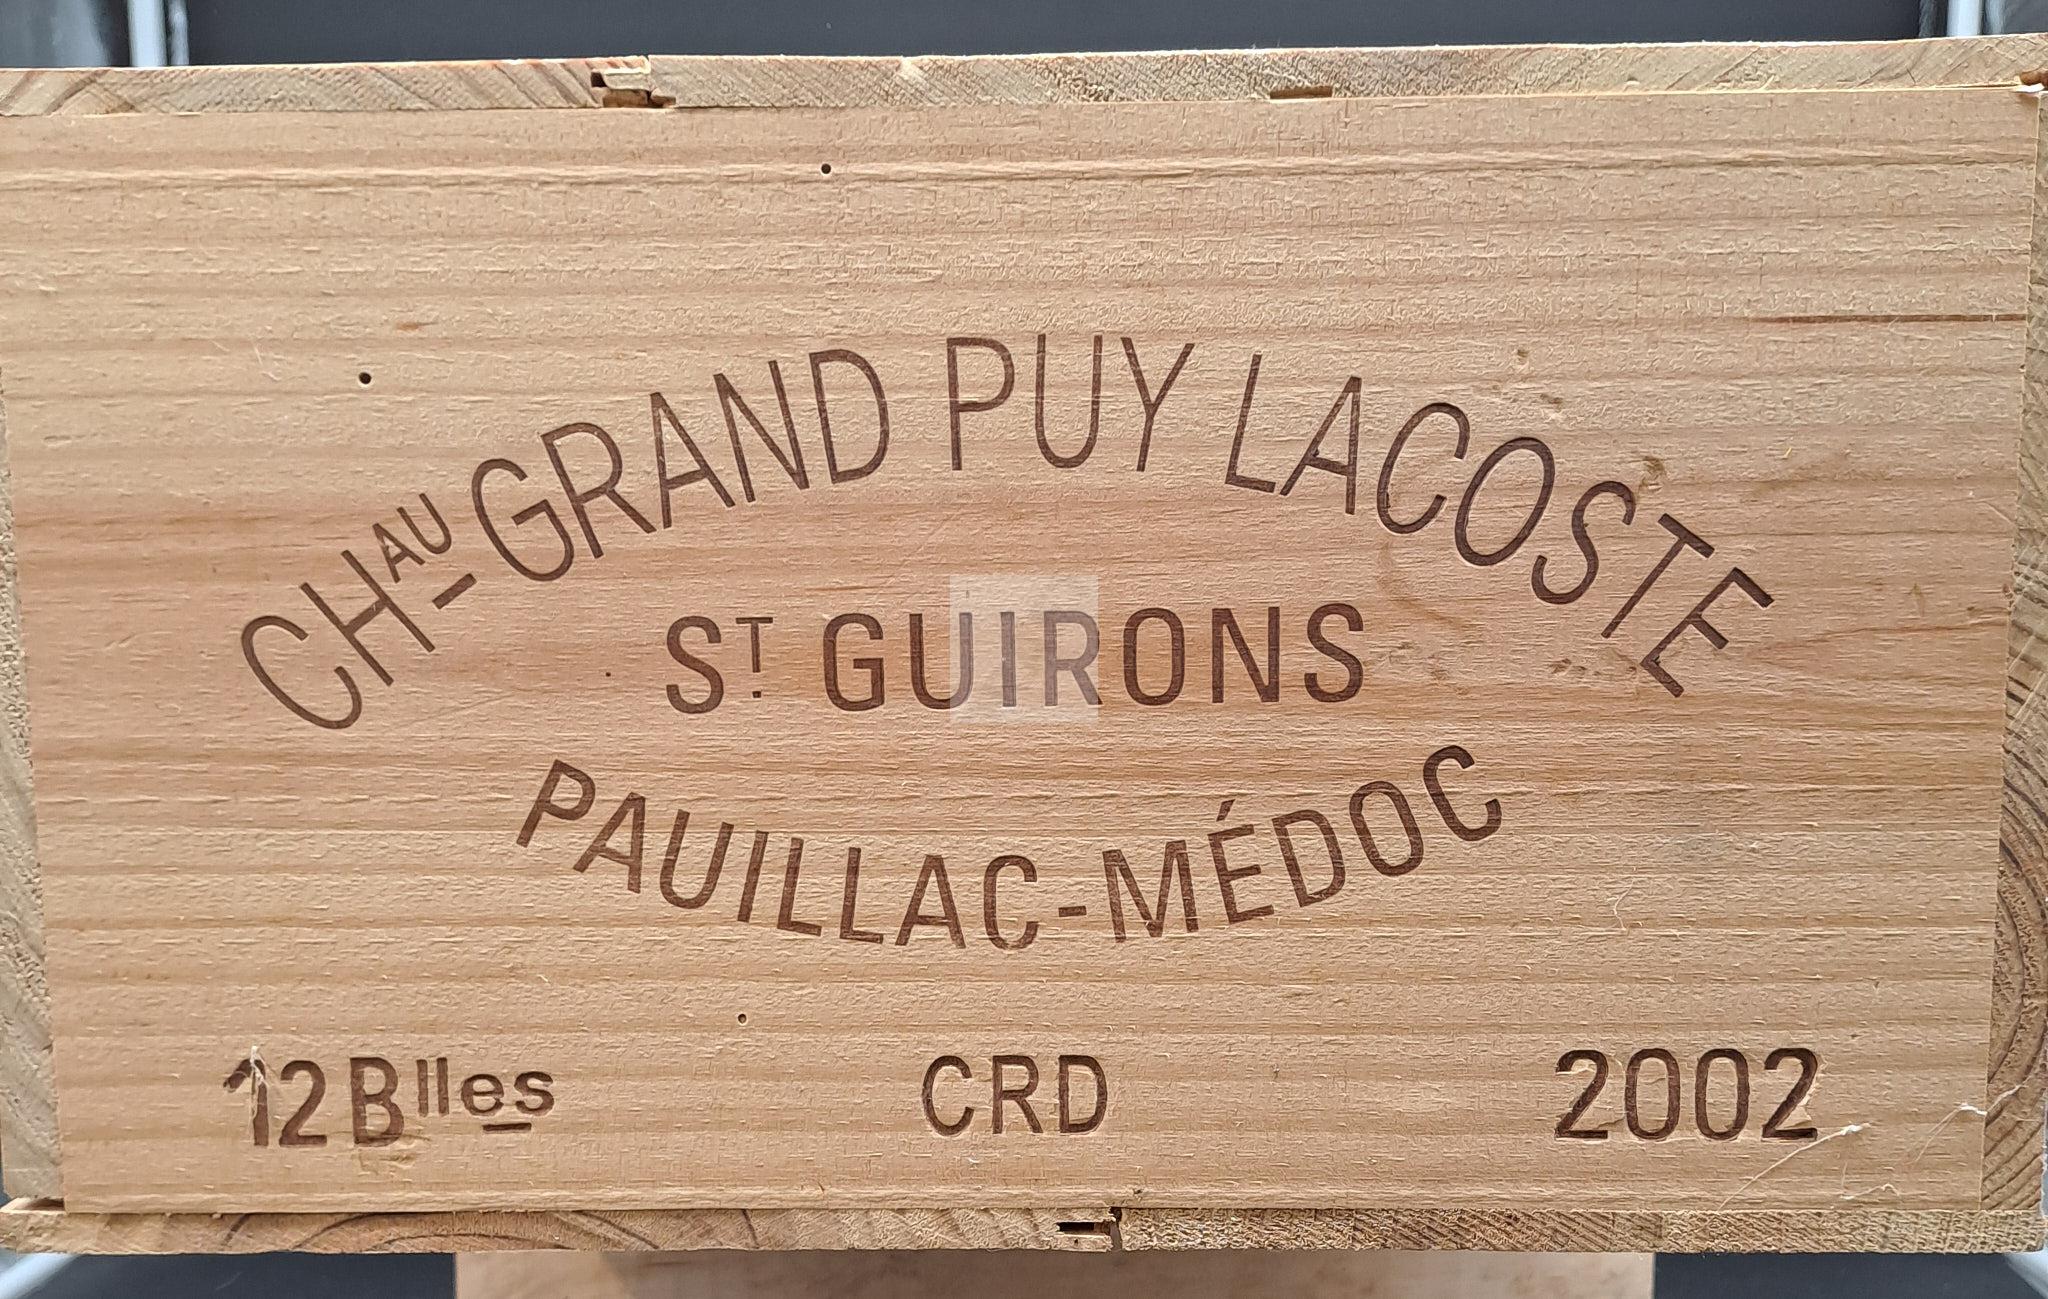 CHAU GRAND PUY LACOSTE
ST GUIRONS
PAUILLAC-MÉDOC
12 Blles CRD 2002